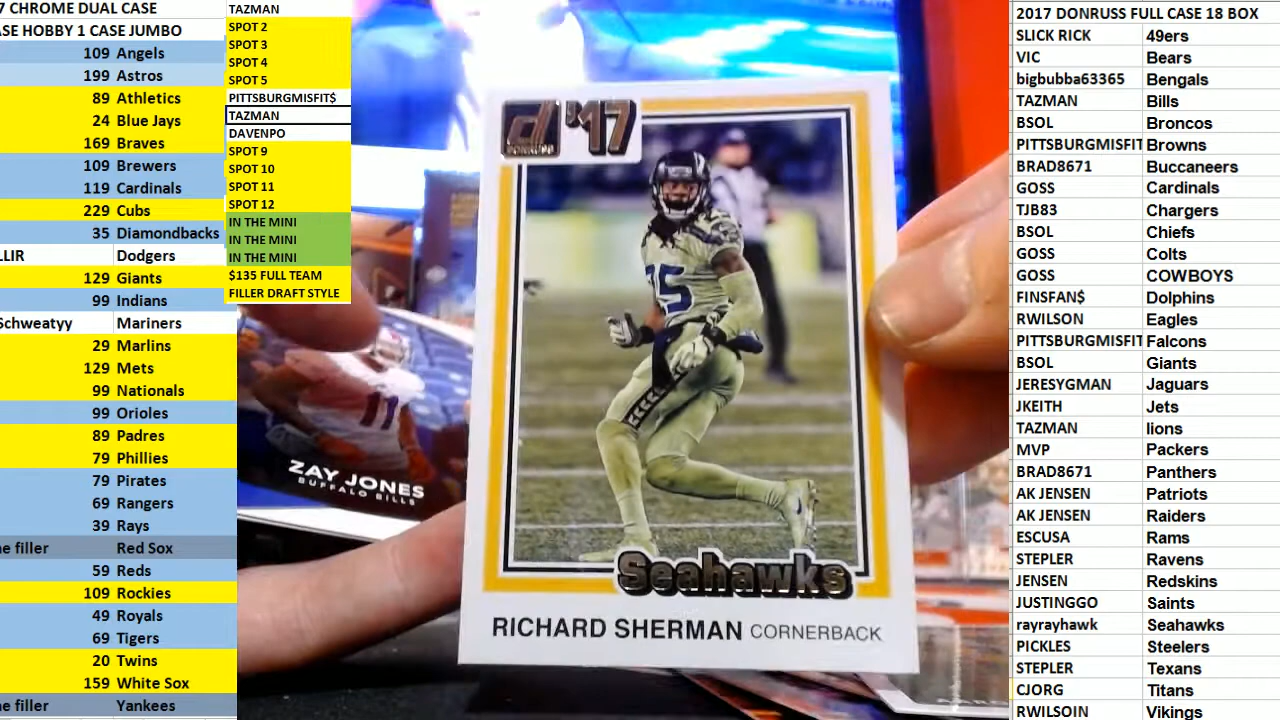 7 CHROME DUAL CASE
ASE HOBBY 1 CASE JUMBO
109 Angels
199 Astros
89 Athletics
24 Blue Jays
169 Braves
109 Brewers
119 Cardinals
229 Cubs
35 Diamondbacks
LLIR Dodgers
129 Giants
99 Indians
Schweatyy Mariners
29 Marlins
129 Mets
99 Nationals
99 Orioles
89 Padres
79 Phillies
79 Pirates
69 Rangers
39 Rays
ne filler Red Sox
59 Reds
109 Rockies
49 Royals
69 Tigers
20 Twins
159 White Sox
ne filler Yankees
TAZMAN
SPOT 2
SPOT 3
SPOT 4
SPOT 5
PITTSBURGMISFIT$
TAZMAN
DAVENPO
SPOT 9
SPOT 10
SPOT 11
SPOT 12
IN THE MINI
IN THE MINI
IN THE MINI
$135 FULL TEAM
FILLER DRAFT STYLE
11
ZAY JONES
BUFFALO BILLS
d '17
DONRUSS
25
Seahawks
RICHARD SHERMAN CORNERBACK
2017 DONRUSS FULL CASE 18 BOX
SLICK RICK 49ers
VIC Bears
bigbubba63365 Bengals
TAZMAN Bills
BSOL Broncos
PITTSBURGMISFIT Browns
BRAD8671 Buccaneers
GOSS Cardinals
TJB83 Chargers
BSOL Chiefs
GOSS Colts
GOSS COWBOYS
FINSFAN$ Dolphins
RWILSON Eagles
PITTSBURGMISFIT Falcons
BSOL Giants
JERESYGMAN Jaguars
JKEITH Jets
TAZMAN lions
MVP Packers
BRAD8671 Panthers
AK JENSEN Patriots
AK JENSEN Raiders
ESCUSA Rams
STEPLER Ravens
JENSEN Redskins
JUSTINGGO Saints
rayrayhawk Seahawks
PICKLES Steelers
STEPLER Texans
CJORG Titans
RWILSOIN Vikings